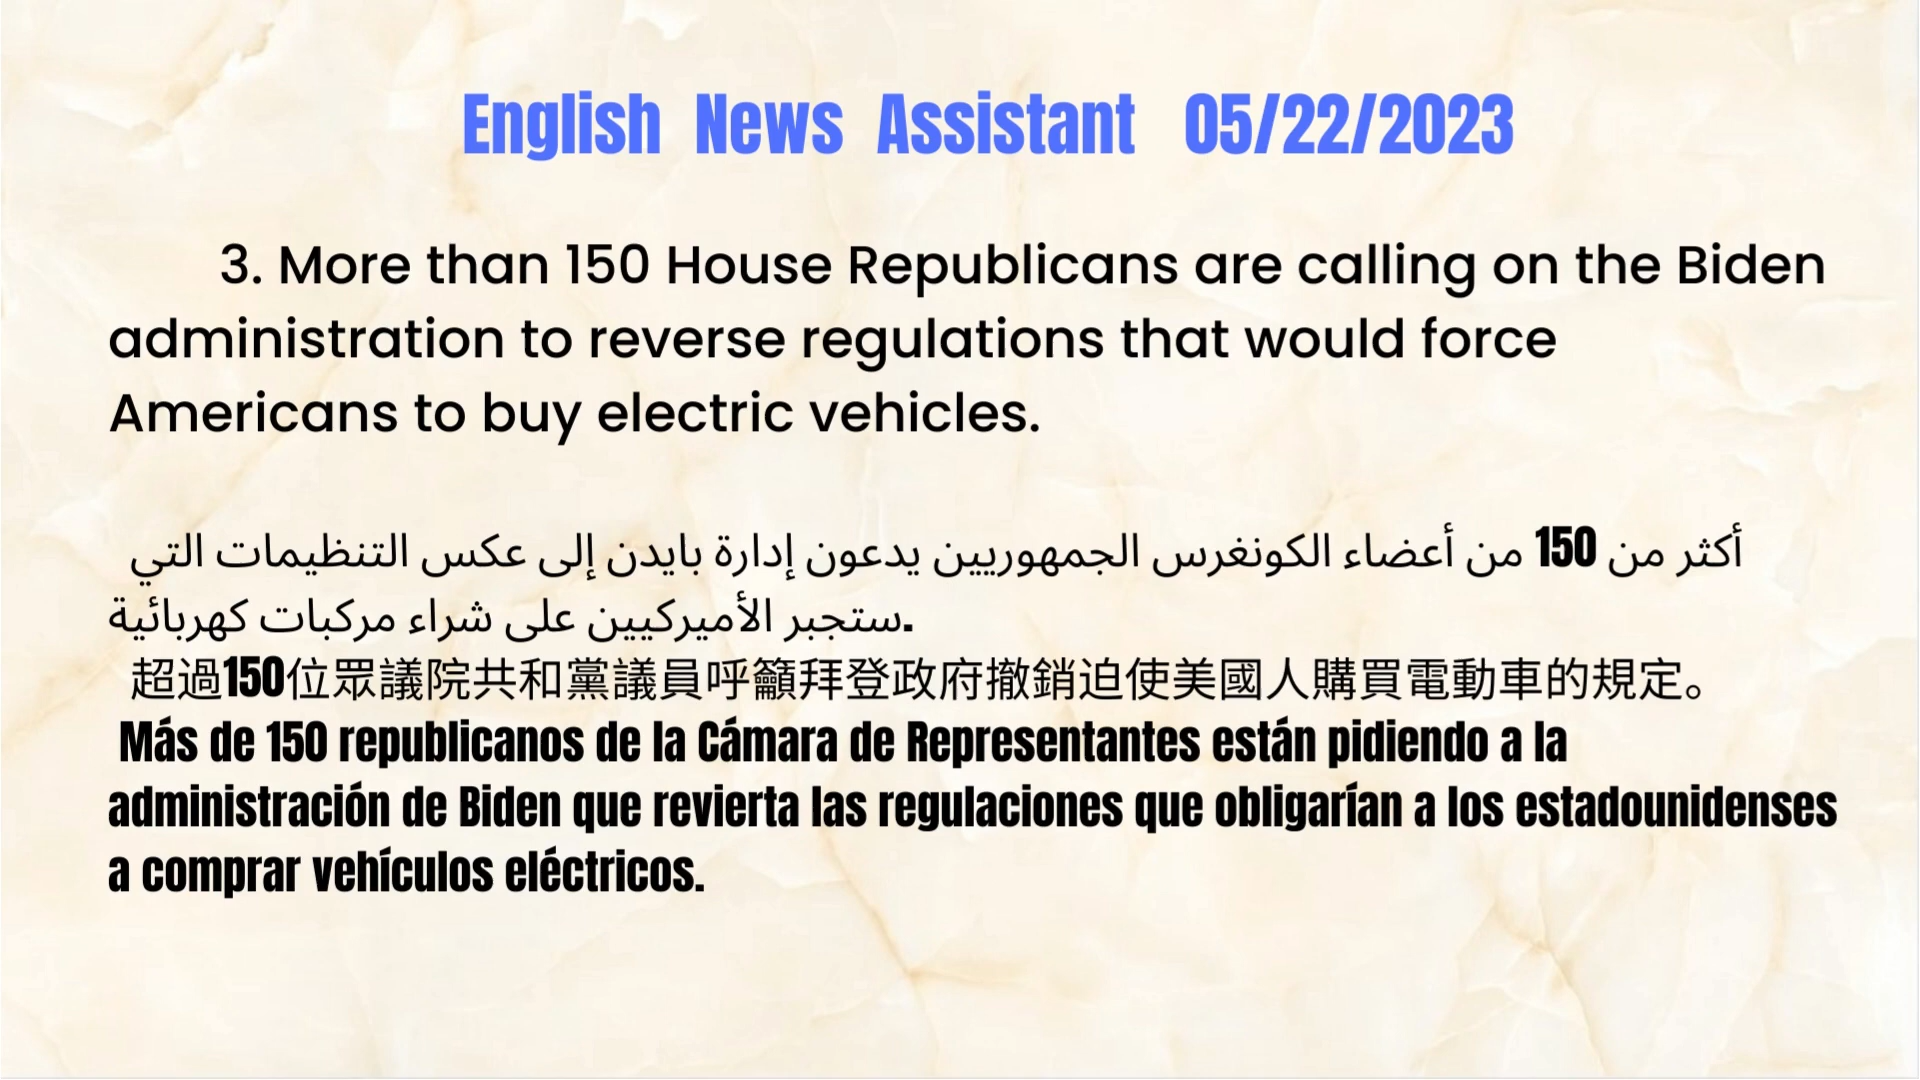 English News Assistant 05/22/2023
3. More than 150 House Republicans are calling on the Biden
administration to reverse regulations that would force
Americans to buy electric vehicles.
أكثر من 150 من أعضاء الكونغرس الجمهوريين يدعون إدارة بايدن إلى عكس التنظيمات التي
ستجبر الأميركيين على شراء مركبات كهربائية.
超過150位眾議院共和黨議員呼籲拜登政府撤銷迫使美國人購買電動車的規定。
Más de 150 republicanos de la Cámara de Representantes están pidiendo a la
administración de Biden que revierta las regulaciones que obligarían a los estadounidenses
a comprar vehículos eléctricos.